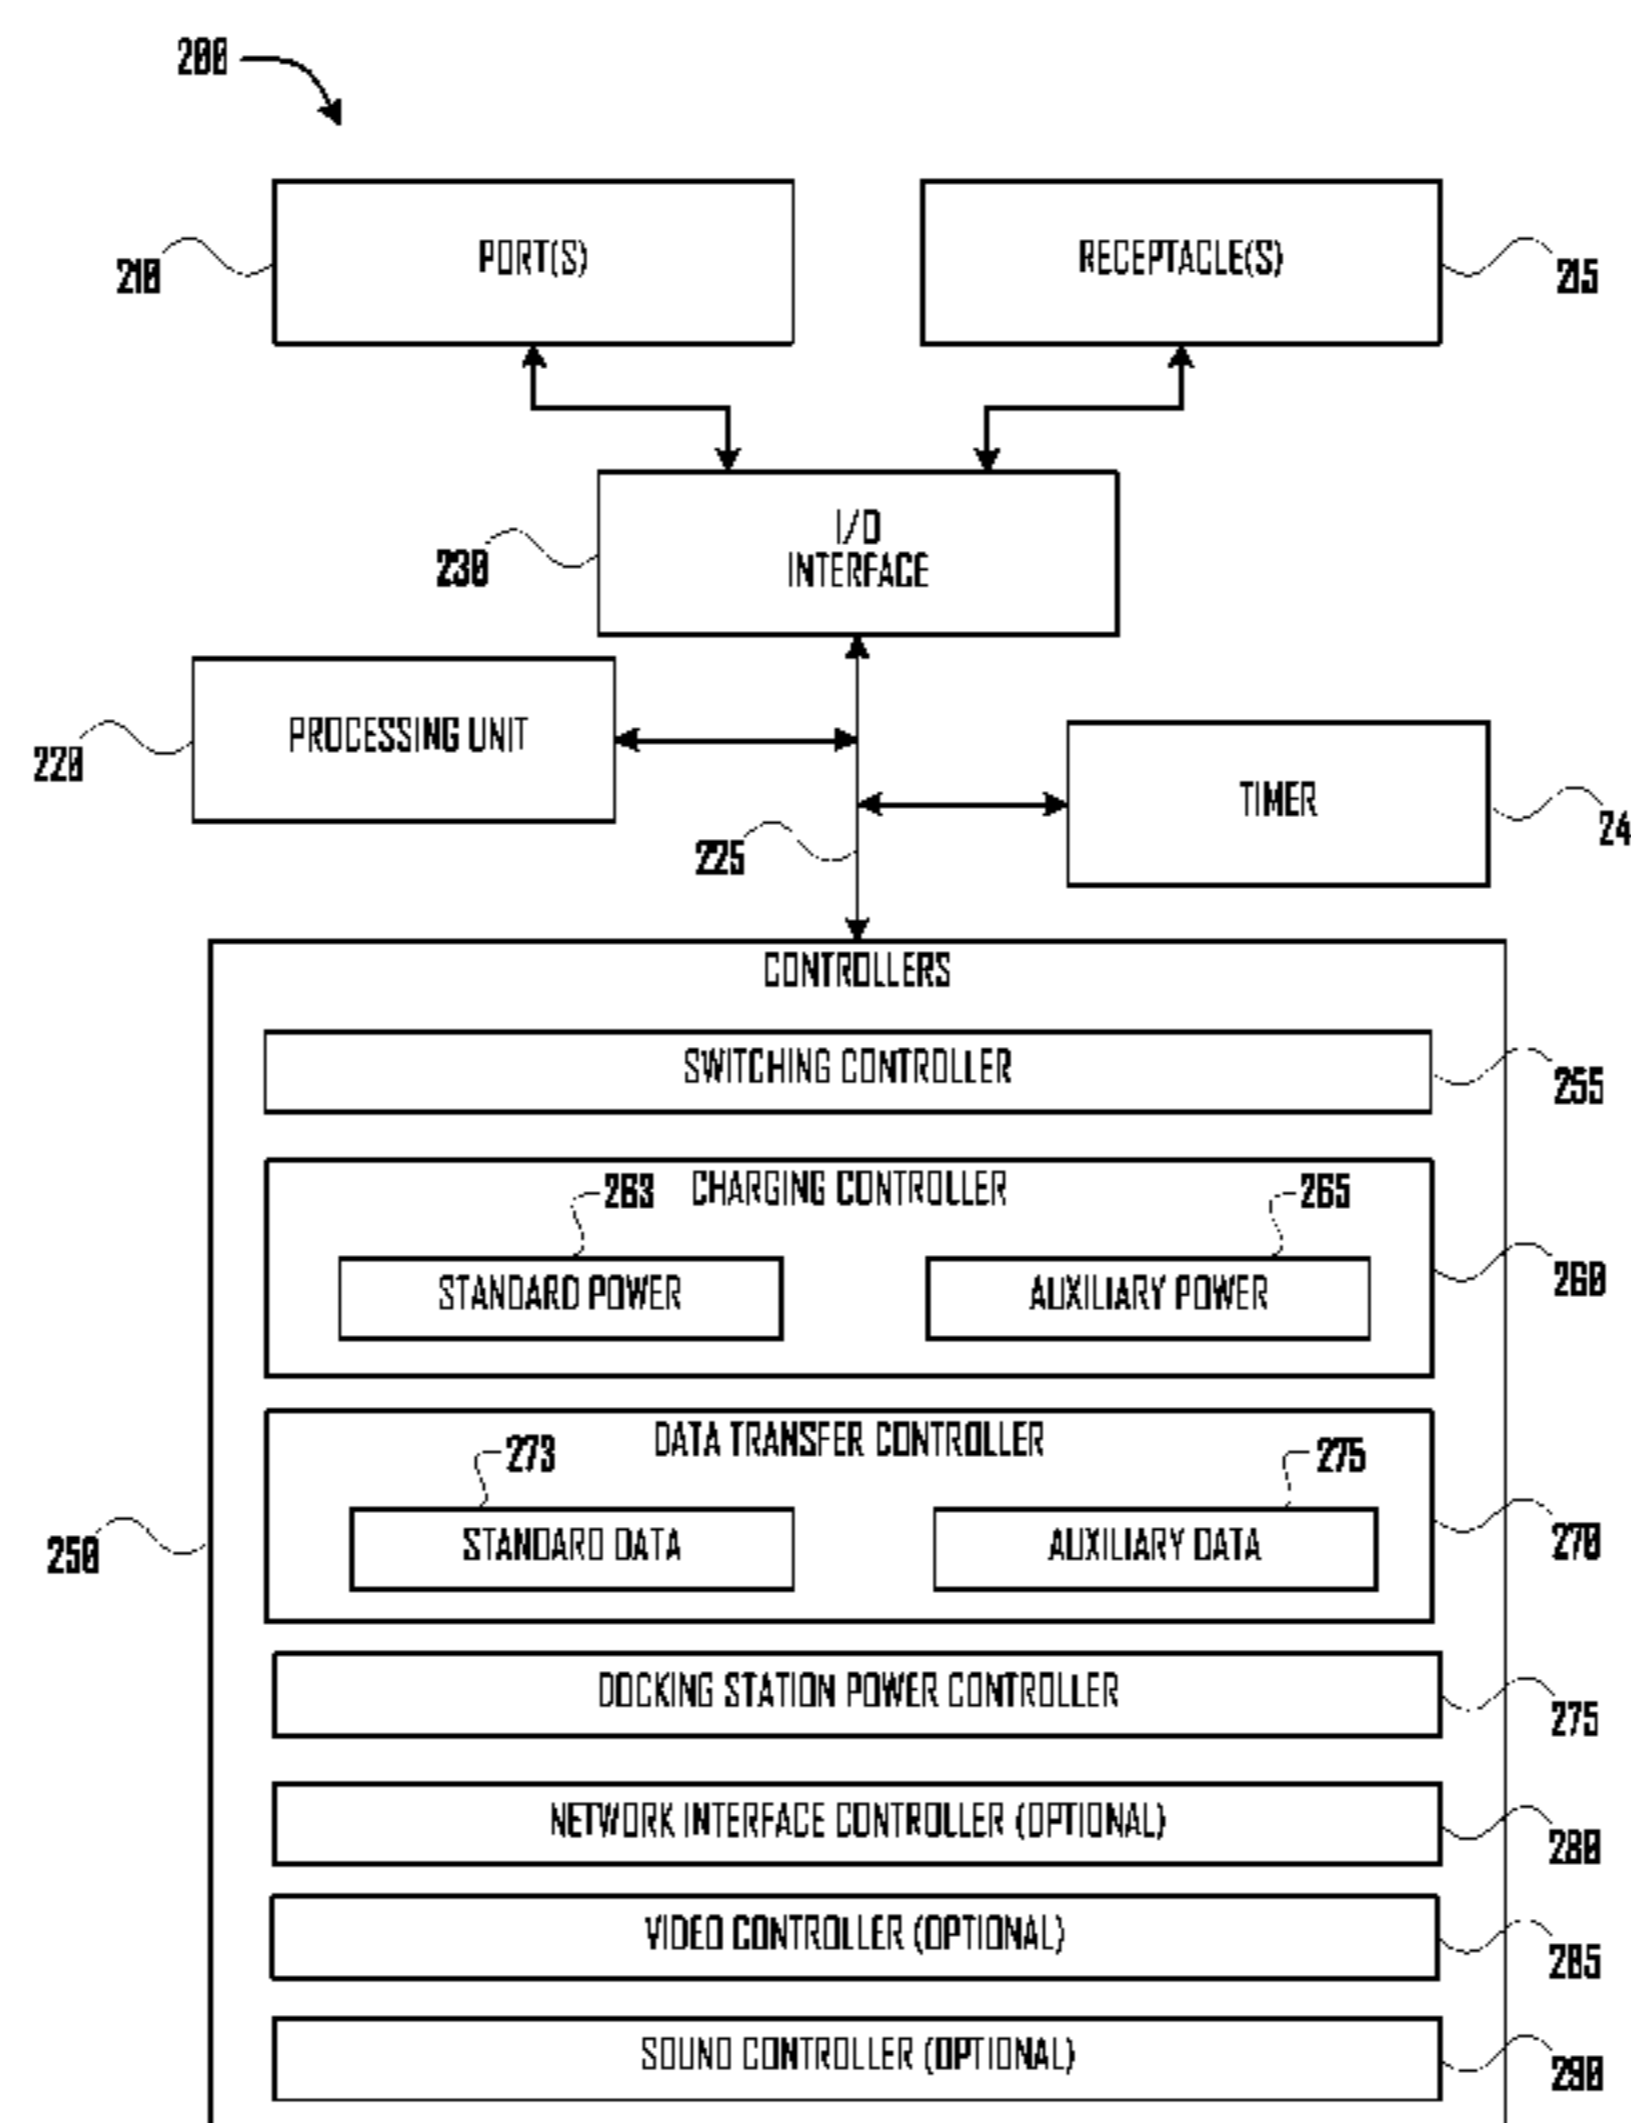 200
PORT(S)
RECEPTACLE(S)
210
215
I/O
INTERFACE
230
PROCESSING UNIT
220
TIMER
24
225
CONTROLLERS
SWITCHING CONTROLLER
255
263
CHARGING CONTROLLER
265
STANDARD POWER
AUXILIARY POWER
260
DATA TRANSFER CONTROLLER
273
275
STANDARD DATA
AUXILIARY DATA
270
250
DOCKING STATION POWER CONTROLLER
275
NETWORK INTERFACE CONTROLLER (OPTIONAL)
280
VIDEO CONTROLLER (OPTIONAL)
285
SOUND CONTROLLER (OPTIONAL)
290